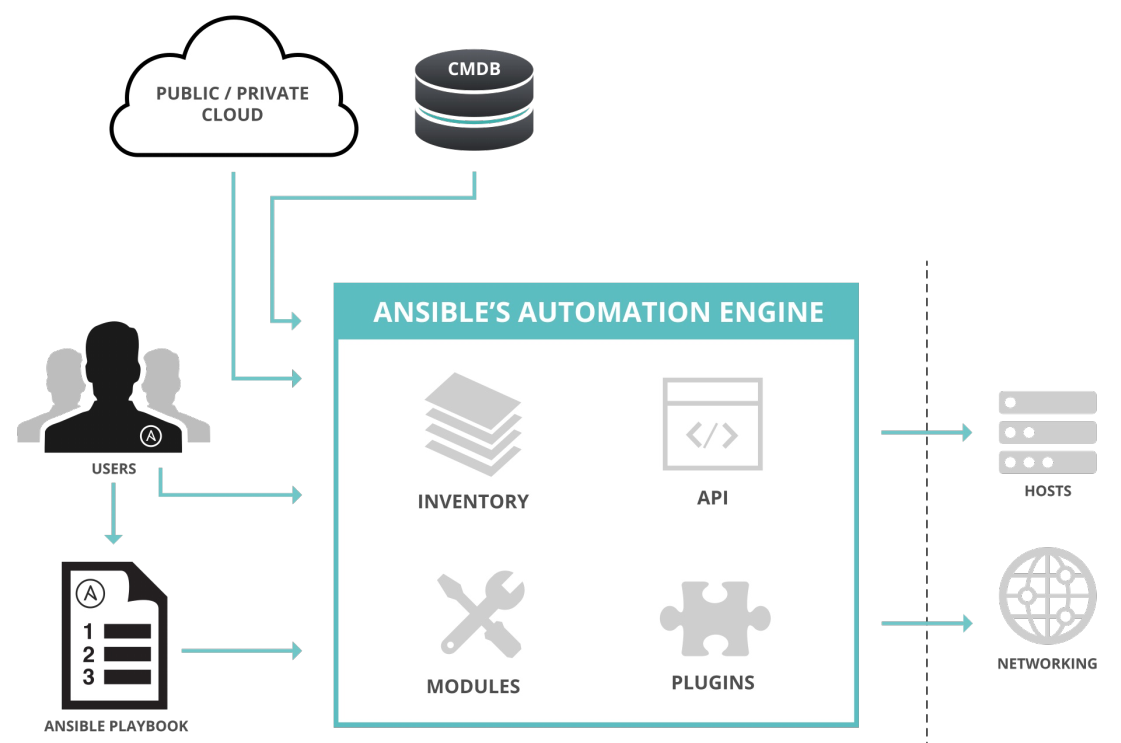 PUBLIC / PRIVATE
CLOUD
CMDB
ANSIBLE’S AUTOMATION ENGINE
USERS
INVENTORY
API
HOSTS
1
2
3
MODULES
PLUGINS
NETWORKING
ANSIBLE PLAYBOOK